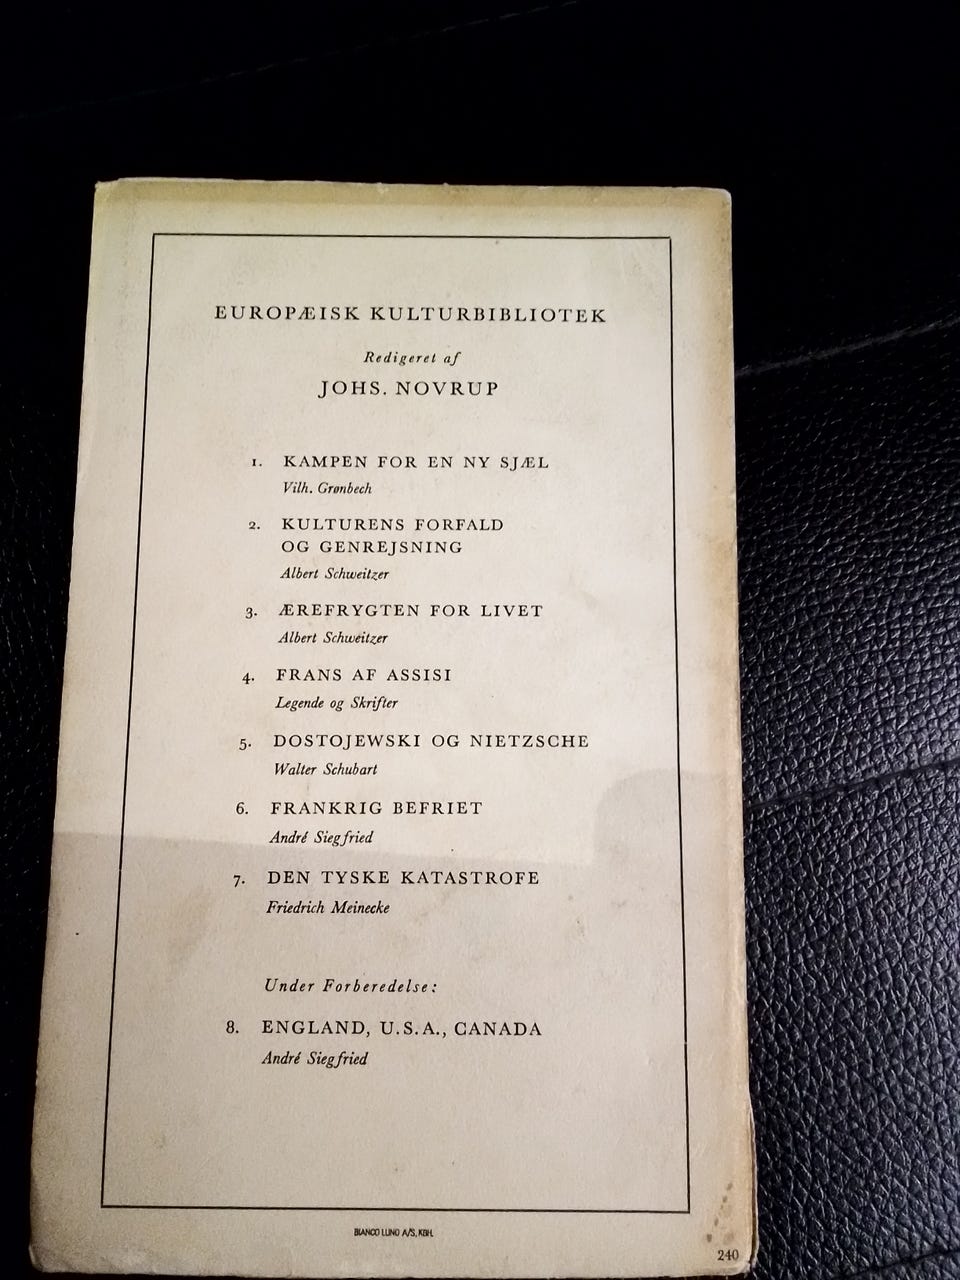 EUROPÆISK KULTURBIBLIOTEK
Redigeret af
JOHS. NOVRUP
1. KAMPEN FOR EN NY SJÆL
Vilh. Grønbech
2. KULTURENS FORFALD
OG GENREJSNING
Albert Schweitzer
3. ÆREFRYGTEN FOR LIVET
Albert Schweitzer
4. FRANS AF ASSISI
Legende og Skrifter
5. DOSTOJEWSKI OG NIETZSCHE
Walter Schubart
6. FRANKRIG BEFRIET
André Siegfried
7. DEN TYSKE KATASTROFE
Friedrich Meinecke
Under Forberedelse:
8. ENGLAND, U.S.A., CANADA
André Siegfried
BIANCO LUNO A/S, KBH.
240